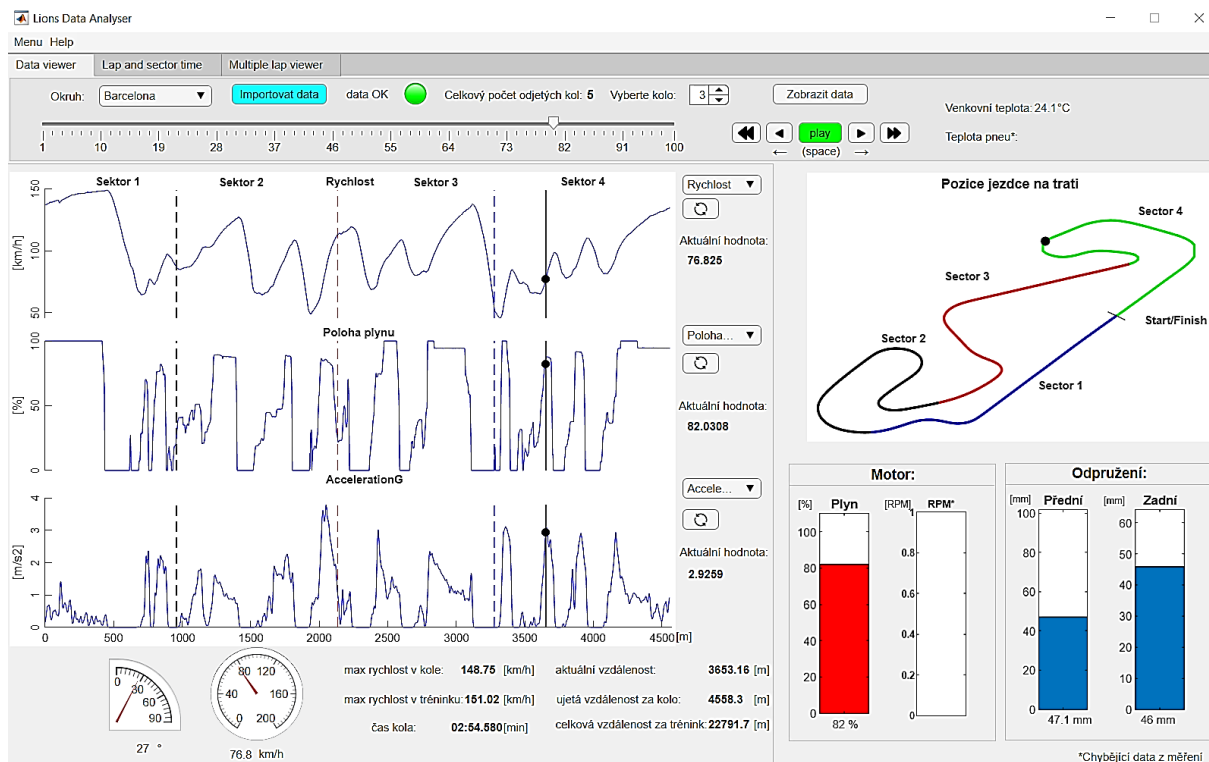 Lions Data Analyser
Menu Help
Data viewer Lap and sector time Multiple lap viewer
Okruh: Barcelona Importovat data data OK Celkový počet odjetých kol: 5 Vyberte kolo: 3 Zobrazit data
Venkovní teplota: 24.1°C
Teplota pneu*:
1 10 19 28 37 46 55 64 73 82 91 100
play
← (space) →
Sektor 1 Sektor 2 Rychlost Sektor 3 Sektor 4
150
100
50
[km/h]
Rychlost
Aktuální hodnota:
76.825
Poloha plynu
100
50
0
[%]
Poloha...
Aktuální hodnota:
82.0308
AccelerationG
4
3
2
1
0
[m/s2]
0 500 1000 1500 2000 2500 3000 3500 4000 4500 [m]
Accele...
Aktuální hodnota:
2.9259
Pozice jezdce na trati
Sector 4
Sector 3
Start/Finish
Sector 2
Sector 1
Motor:
[%] Plyn [RPM] RPM*
100
80
60
40
20
0
82 %
1
0.8
0.6
0.4
0.2
0
Odpružení:
[mm] Přední [mm] Zadní
100
80
60
40
20
0
47.1 mm
60
50
40
30
20
10
0
46 mm
0
30
60
90
27 °
0 40 80 120 160 200
76.8 km/h
max rychlost v kole: 148.75 [km/h] aktuální vzdálenost: 3653.16 [m]
max rychlost v tréninku: 151.02 [km/h] ujetá vzdálenost za kolo: 4558.3 [m]
čas kola: 02:54.580 [min] celková vzdálenost za trénink: 22791.7 [m]
*Chybějící data z měření